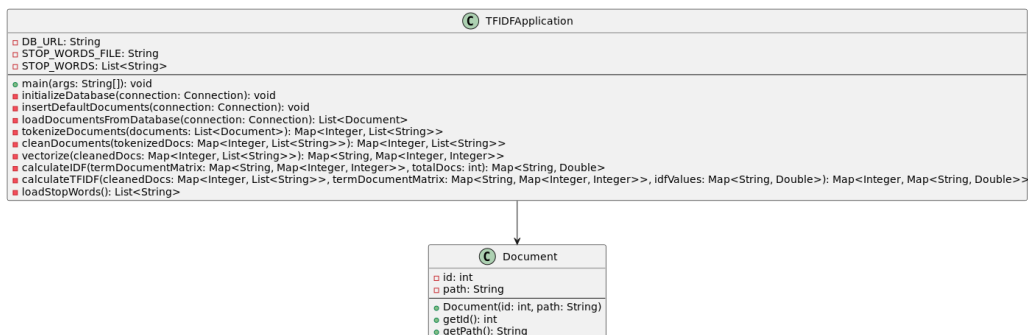 C TFIDFApplication
DB_URL: String
STOP_WORDS_FILE: String
STOP_WORDS: List<String>
main(args: String[]): void
initializeDatabase(connection: Connection): void
insertDefaultDocuments(connection: Connection): void
loadDocumentsFromDatabase(connection: Connection): List<Document>
tokenizeDocuments(documents: List<Document>): Map<Integer, List<String>>
cleanDocuments(tokenizedDocs: Map<Integer, List<String>>): Map<Integer, List<String>>
vectorize(cleanedDocs: Map<Integer, List<String>>): Map<String, Map<Integer, Integer>>
calculateIDF(termDocumentMatrix: Map<String, Map<Integer, Integer>>, totalDocs: int): Map<String, Double>
calculateTFIDF(cleanedDocs: Map<Integer, List<String>>, termDocumentMatrix: Map<String, Map<Integer, Integer>>, idfValues: Map<String, Double>): Map<Integer, Map<String, Double>>
loadStopWords(): List<String>
C Document
id: int
path: String
Document(id: int, path: String)
getId(): int
getPath(): String